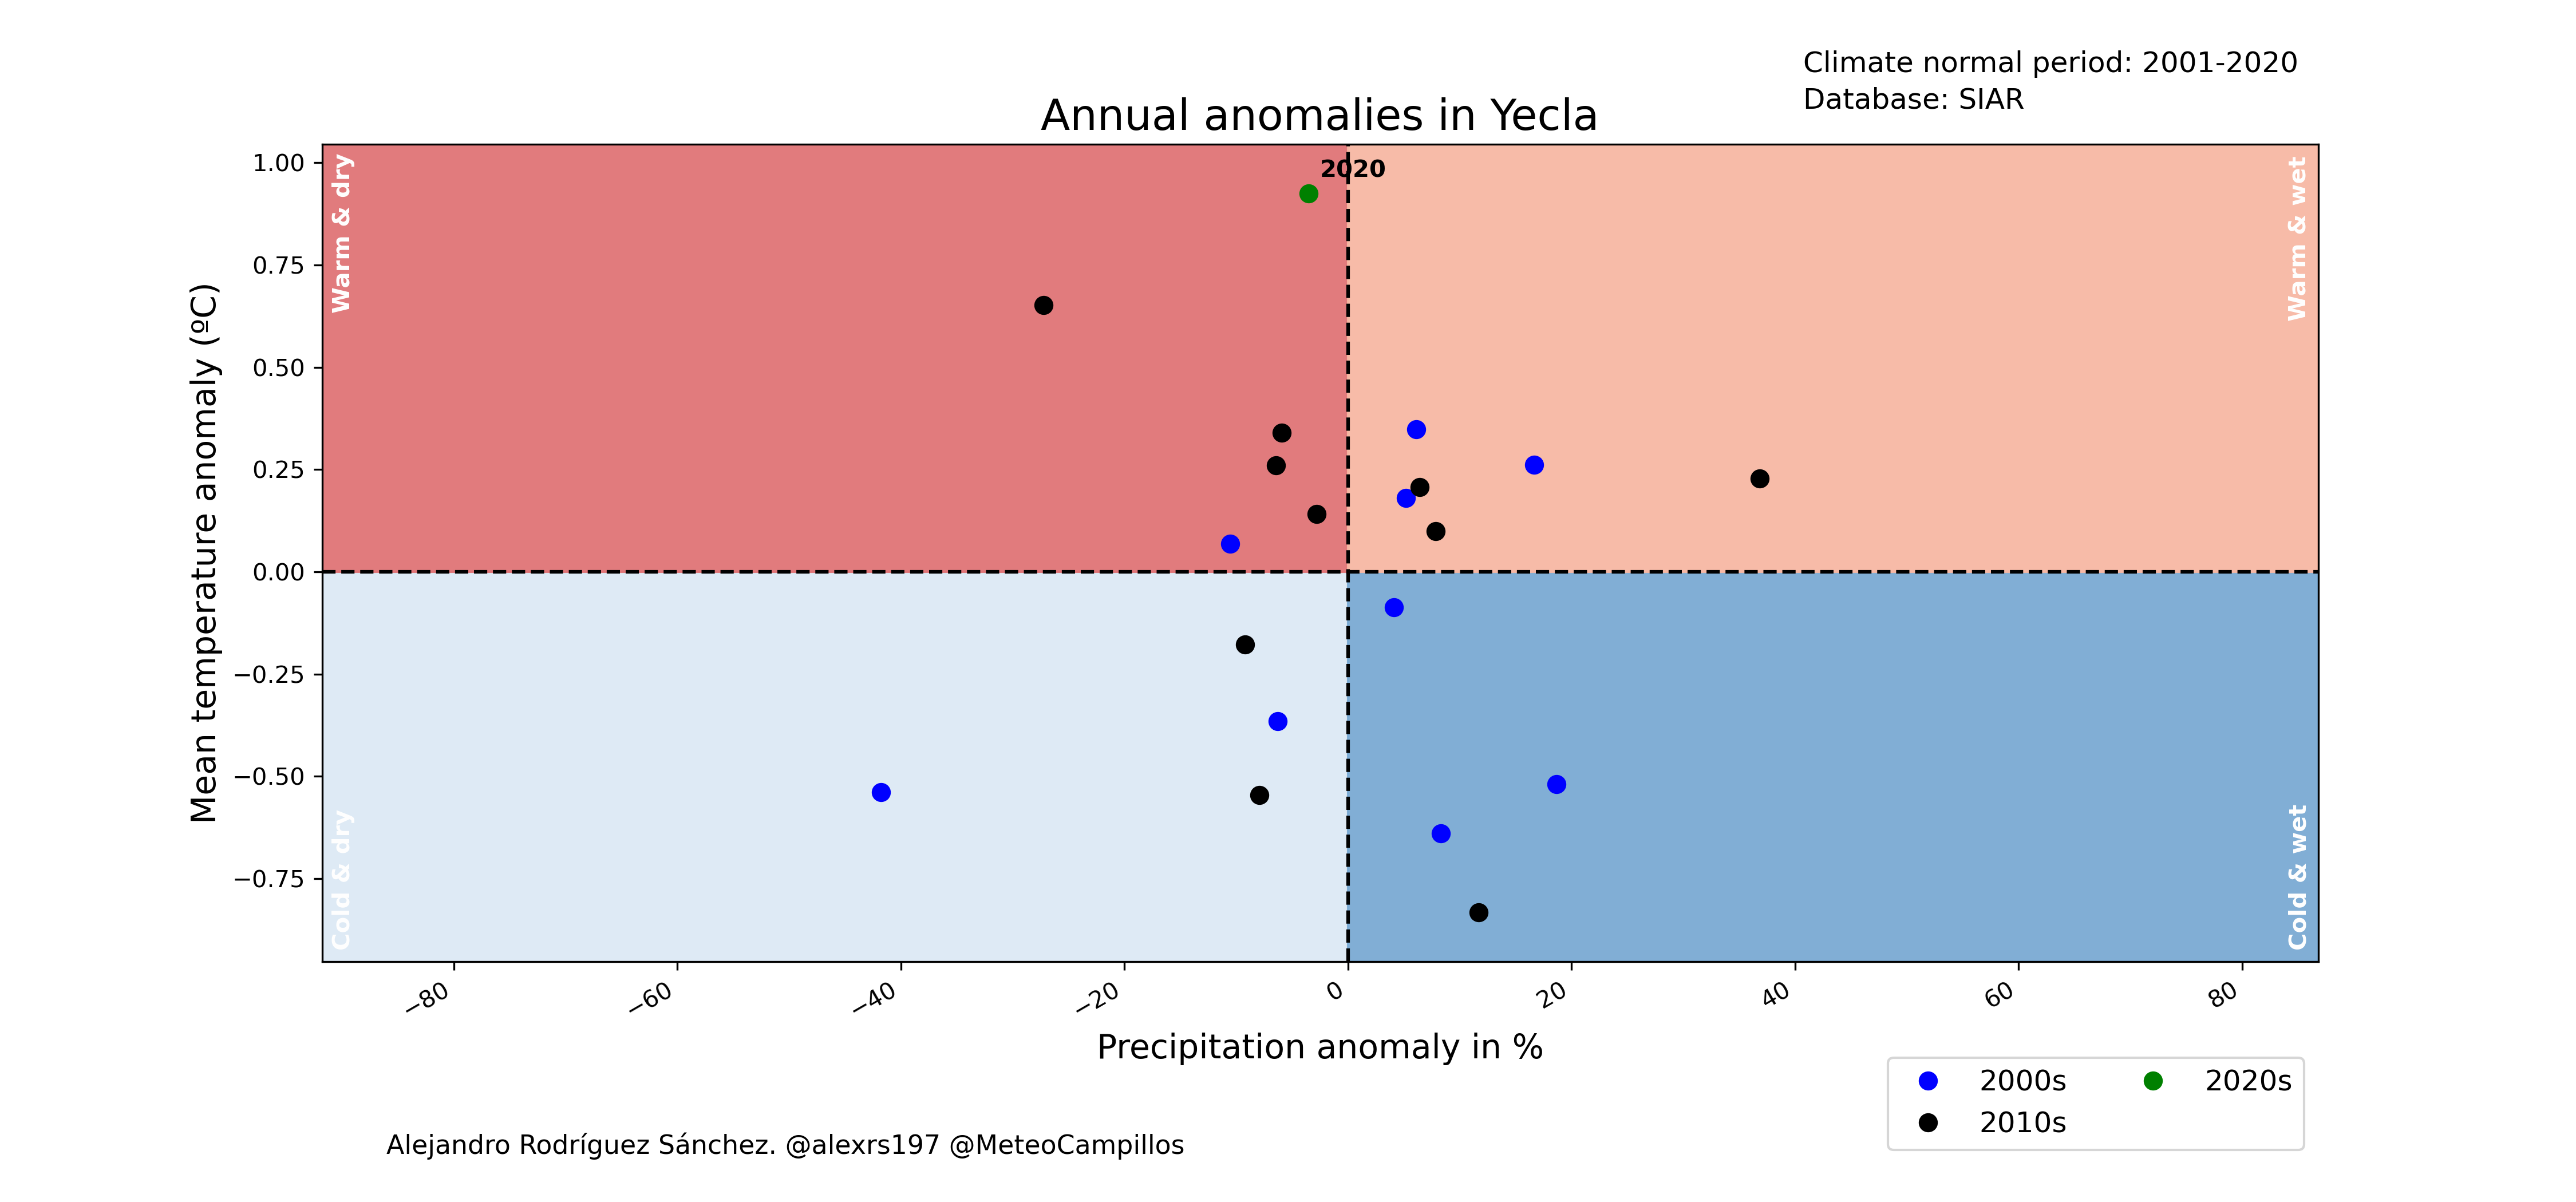 Climate normal period: 2001-2020
Database: SIAR
Annual anomalies in Yecla
Warm & dry
2020
Warm & wet
Cold & dry
Cold & wet
Mean temperature anomaly (ºC)
1.00
0.75
0.50
0.25
0.00
−0.25
−0.50
−0.75
−80 −60 −40 −20 0 20 40 60 80
Precipitation anomaly in %
2000s 2020s
2010s
Alejandro Rodríguez Sánchez. @alexrs197 @MeteoCampillos